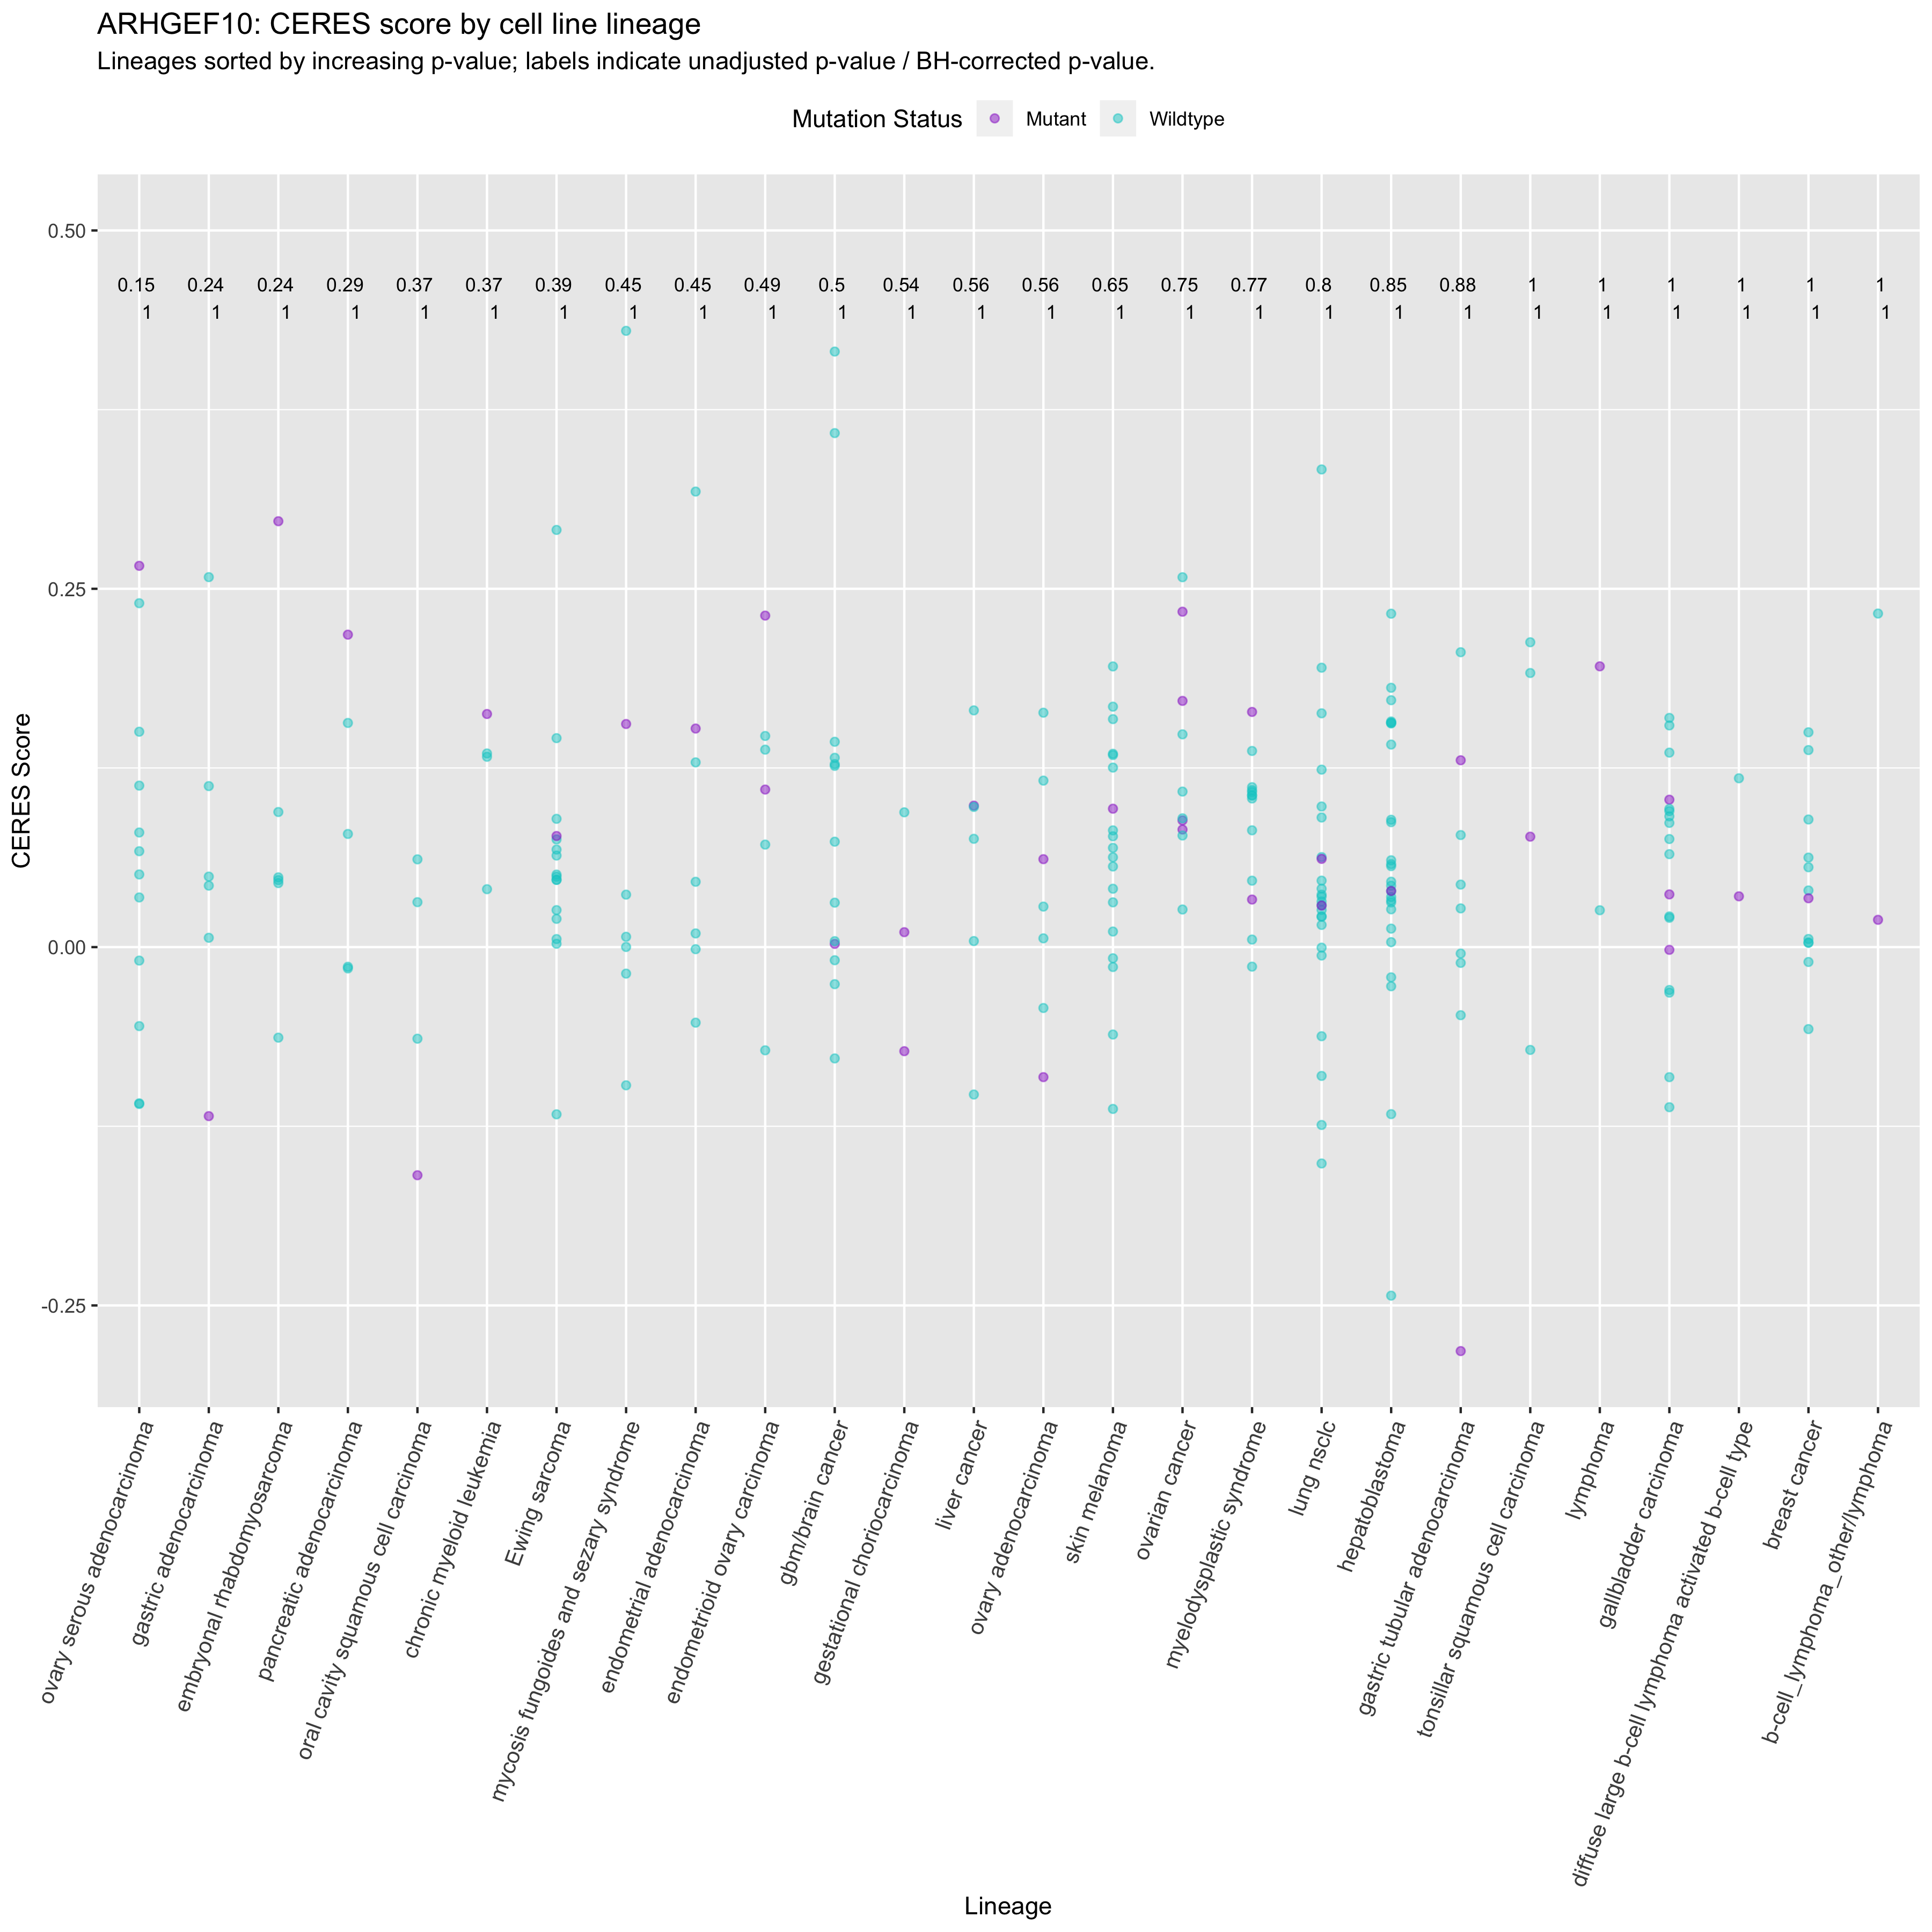 ARHGEF10: CERES score by cell line lineage
Lineages sorted by increasing p-value; labels indicate unadjusted p-value / BH-corrected p-value.
Mutation Status Mutant Wildtype
0.50
0.15 0.24 0.24 0.29 0.37 0.37 0.39 0.45 0.45 0.49 0.5 0.54 0.56 0.56 0.65 0.75 0.77 0.8 0.85 0.88 1 1 1 1 1 1
1 1 1 1 1 1 1 1 1 1 1 1 1 1 1 1 1 1 1 1 1 1 1 1 1 1
0.25
0.00
-0.25
CERES Score
ovary serous adenocarcinoma
gastric adenocarcinoma
embryonal rhabdomyosarcoma
pancreatic adenocarcinoma
oral cavity squamous cell carcinoma
chronic myeloid leukemia
Ewing sarcoma
mycosis fungoides and sezary syndrome
endometrial adenocarcinoma
endometrioid ovary carcinoma
gbm/brain cancer
gestational choriocarcinoma
liver cancer
ovary adenocarcinoma
skin melanoma
ovarian cancer
myelodysplastic syndrome
lung nsclc
hepatoblastoma
gastric tubular adenocarcinoma
tonsillar squamous cell carcinoma
lymphoma
gallbladder carcinoma
diffuse large b-cell lymphoma activated b-cell type
breast cancer
b-cell_lymphoma_other/lymphoma
Lineage